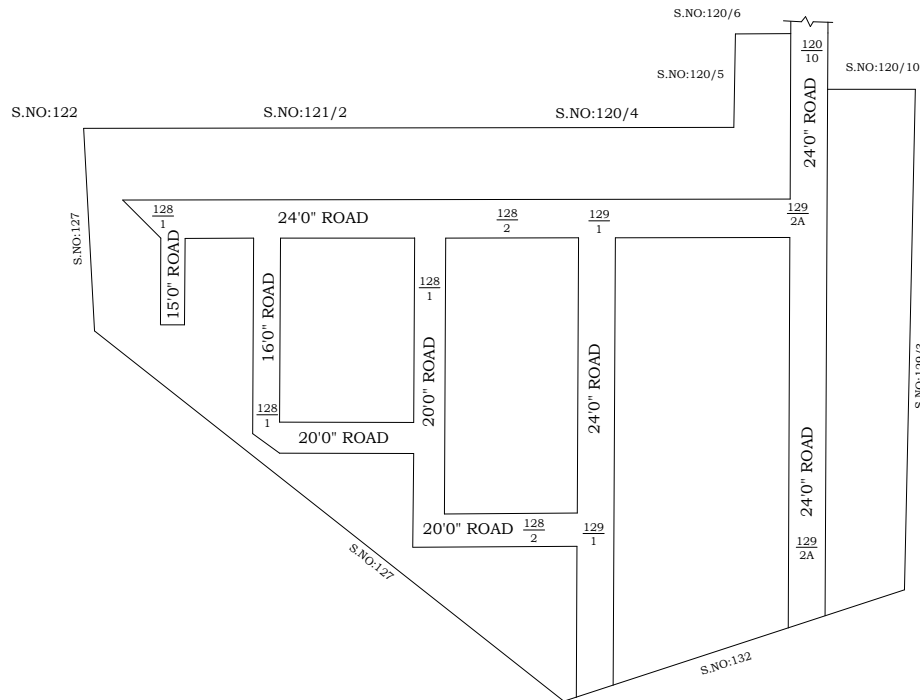 S.NO:120/6
120
10
S.NO:120/5
S.NO:120/10
24'0" ROAD
S.NO:122
S.NO:121/2
S.NO:120/4
128
1
24'0" ROAD
128
2
129
1
129
2A
S.NO:127
15'0" ROAD
16'0" ROAD
128
1
20'0" ROAD
24'0" ROAD
S.NO:129/3
128
1
20'0" ROAD
24'0" ROAD
20'0" ROAD
128
2
129
1
129
2A
S.NO:127
S.NO:132